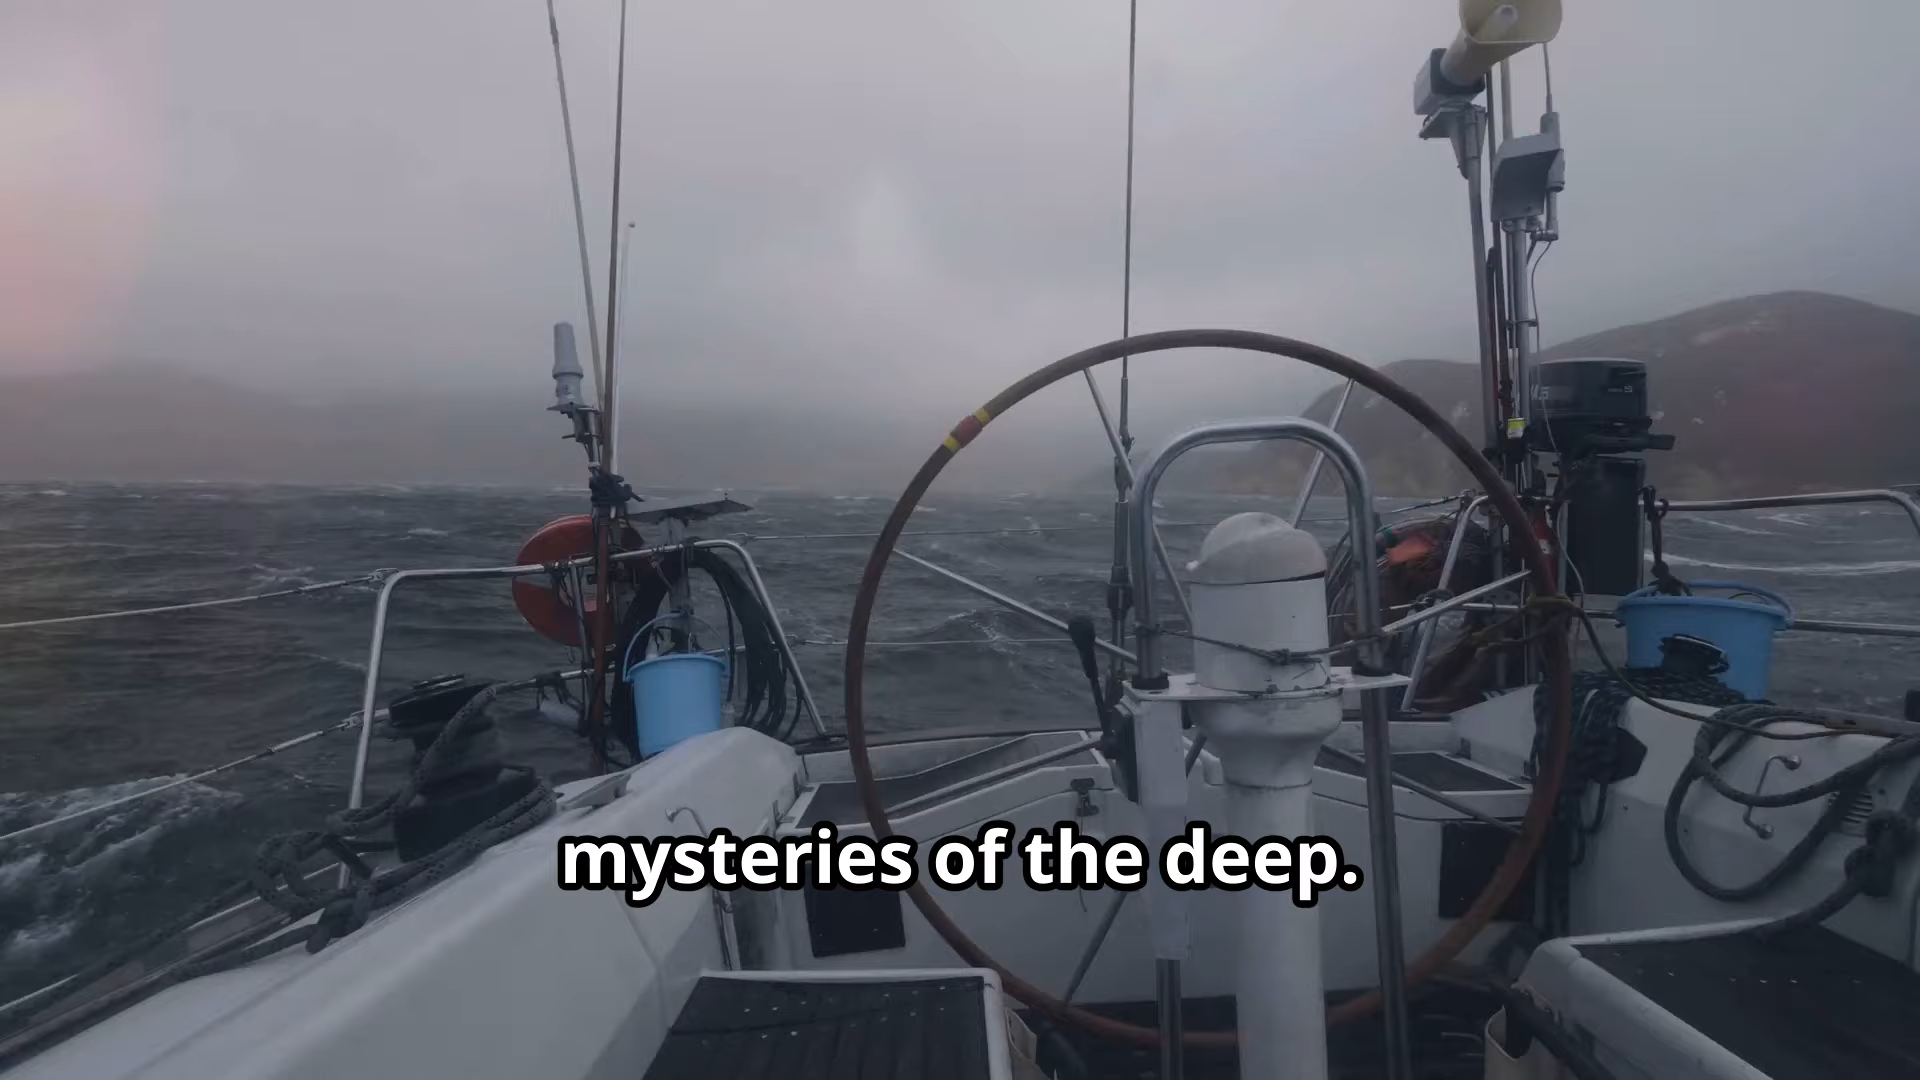 mysteries of the deep.